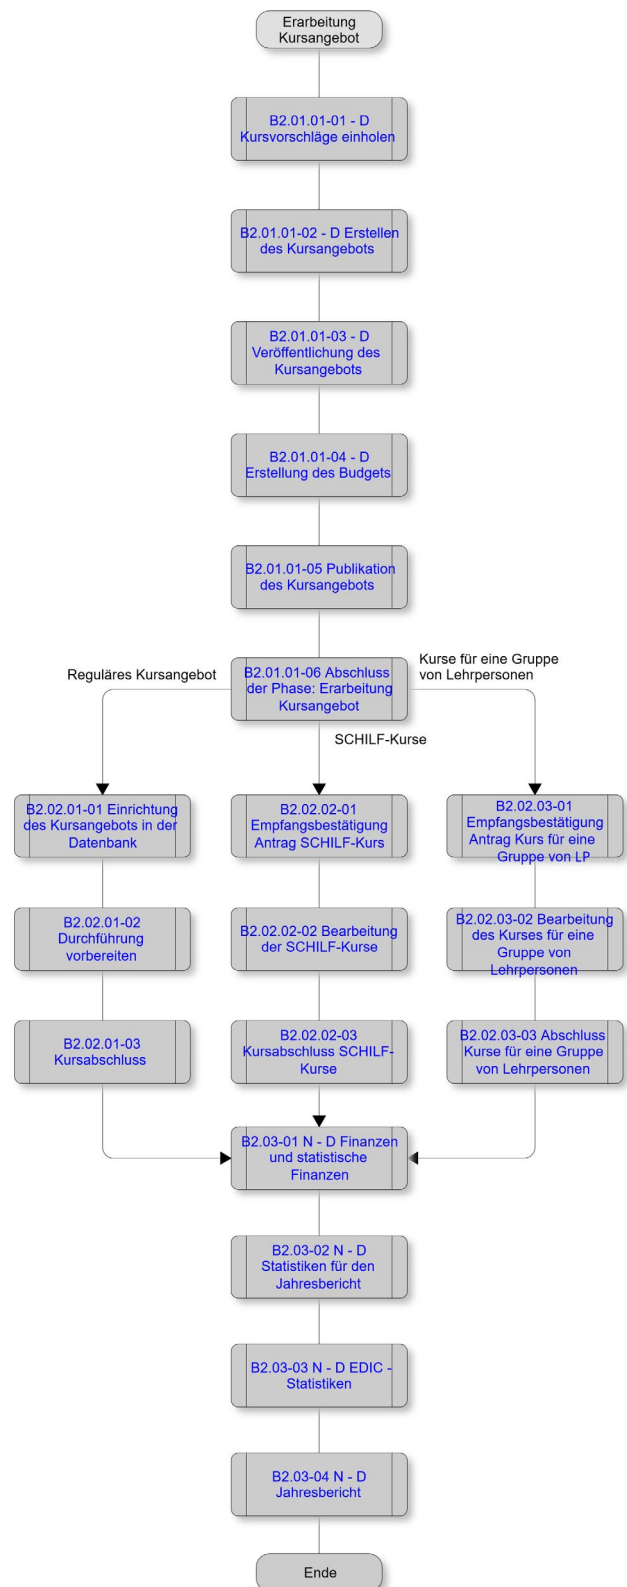 Erarbeitung
Kursangebot
B2.01.01-01 - D
Kursvorschläge einholen
B2.01.01-02 - D Erstellen
des Kursangebots
B2.01.01-03 - D
Veröffentlichung des
Kursangebots
B2.01.01-04 - D
Erstellung des Budgets
B2.01.01-05 Publikation
des Kursangebots
B2.01.01-06 Abschluss
der Phase: Erarbeitung
Kursangebot
Reguläres Kursangebot
SCHILF-Kurse
Kurse für eine Gruppe
von Lehrpersonen
B2.02.01-01 Einrichtung
des Kursangebots in der
Datenbank
B2.02.02-01
Empfangsbestätigung
Antrag SCHILF-Kurs
B2.02.03-01
Empfangsbestätigung
Antrag Kurs für eine
Gruppe von LP
B2.02.01-02
Durchführung
vorbereiten
B2.02.02-02 Bearbeitung
der SCHILF-Kurse
B2.02.03-02 Bearbeitung
des Kurses für eine
Gruppe von
Lehrpersonen
B2.02.01-03
Kursabschluss
B2.02.02-03
Kursabschluss SCHILF-
Kurse
B2.02.03-03 Abschluss
Kurse für eine Gruppe
von Lehrpersonen
B2.03-01 N - D Finanzen
und statistische
Finanzen
B2.03-02 N - D
Statistiken für den
Jahresbericht
B2.03-03 N - D EDIC -
Statistiken
B2.03-04 N - D
Jahresbericht
Ende